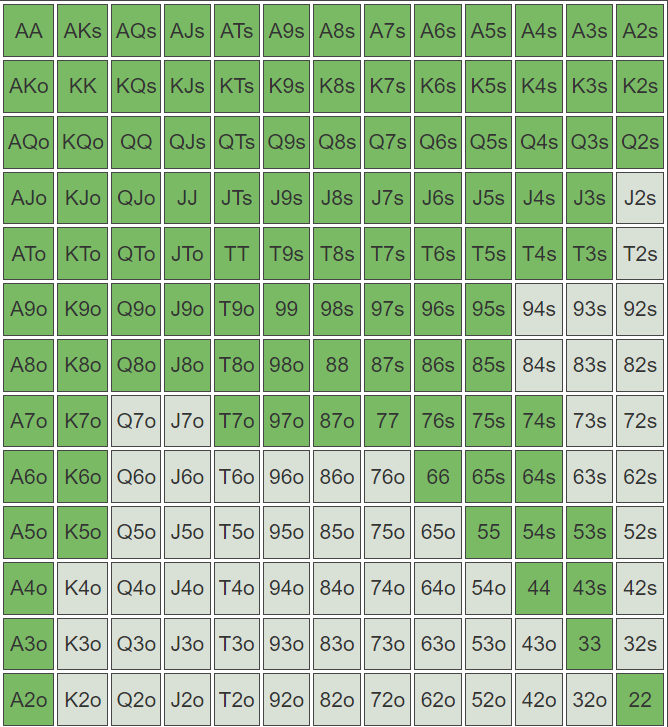 AA AKs AQs AJs ATs A9s A8s A7s A6s A5s A4s A3s A2s
AKo KK KQs KJs KTs K9s K8s K7s K6s K5s K4s K3s K2s
AQo KQo QQ QJs QTs Q9s Q8s Q7s Q6s Q5s Q4s Q3s Q2s
AJo KJo QJo JJ JTs J9s J8s J7s J6s J5s J4s J3s J2s
ATo KTo QTo JTo TT T9s T8s T7s T6s T5s T4s T3s T2s
A9o K9o Q9o J9o T9o 99 98s 97s 96s 95s 94s 93s 92s
A8o K8o Q8o J8o T8o 98o 88 87s 86s 85s 84s 83s 82s
A7o K7o Q7o J7o T7o 97o 87o 77 76s 75s 74s 73s 72s
A6o K6o Q6o J6o T6o 96o 86o 76o 66 65s 64s 63s 62s
A5o K5o Q5o J5o T5o 95o 85o 75o 65o 55 54s 53s 52s
A4o K4o Q4o J4o T4o 94o 84o 74o 64o 54o 44 43s 42s
A3o K3o Q3o J3o T3o 93o 83o 73o 63o 53o 43o 33 32s
A2o K2o Q2o J2o T2o 92o 82o 72o 62o 52o 42o 32o 22